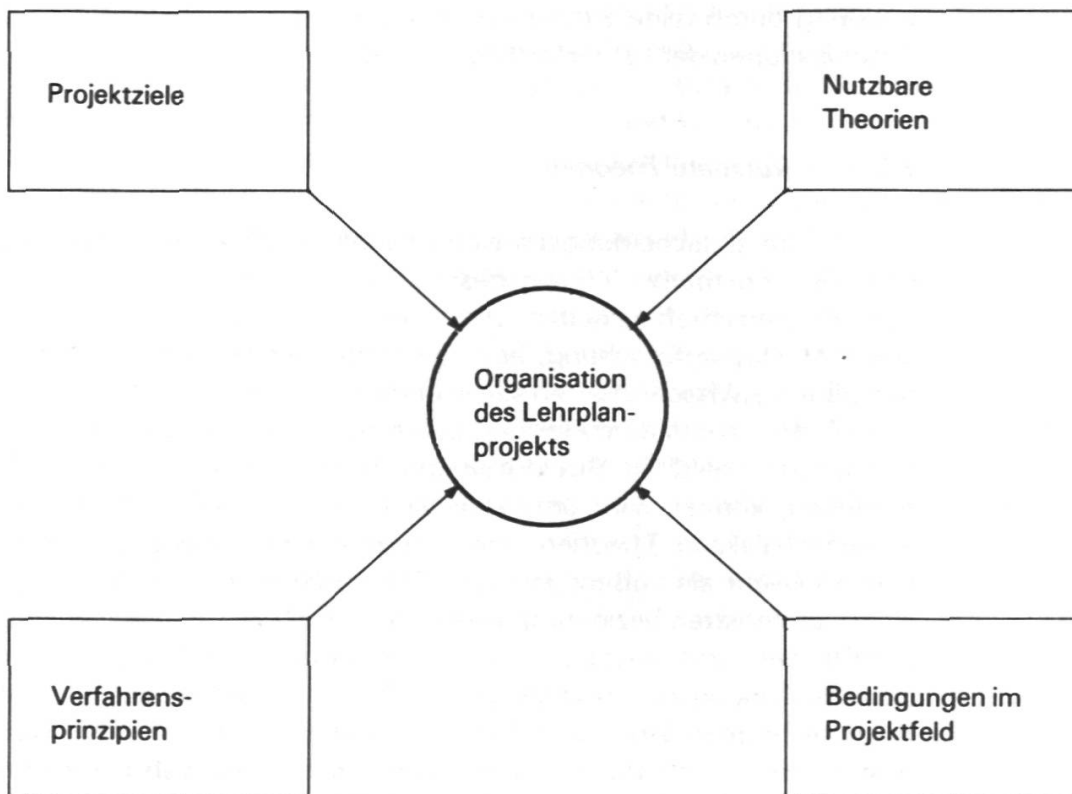 Projektziele
Nutzbare
Theorien
Organisation
des Lehrplan-
projekts
Verfahrens-
prinzipien
Bedingungen im
Projektfeld